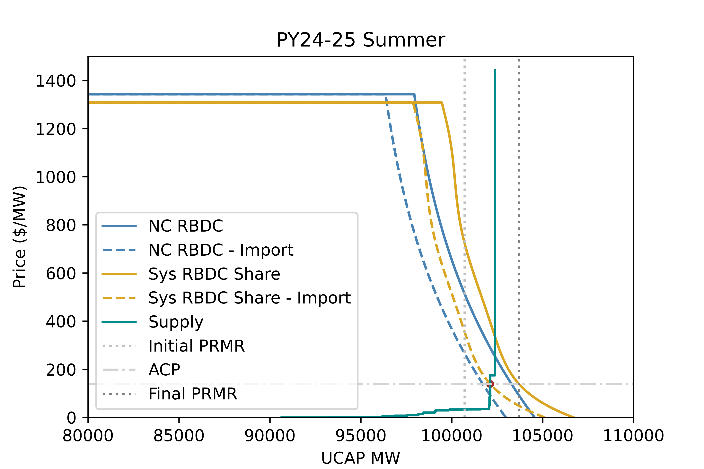 PY24-25 Summer
1400
1200
1000
800
600
400
200
0
Price ($/MW)
NC RBDC
NC RBDC - Import
Sys RBDC Share
Sys RBDC Share - Import
Supply
Initial PRMR
ACP
Final PRMR
80000 85000 90000 95000 100000 105000 110000
UCAP MW